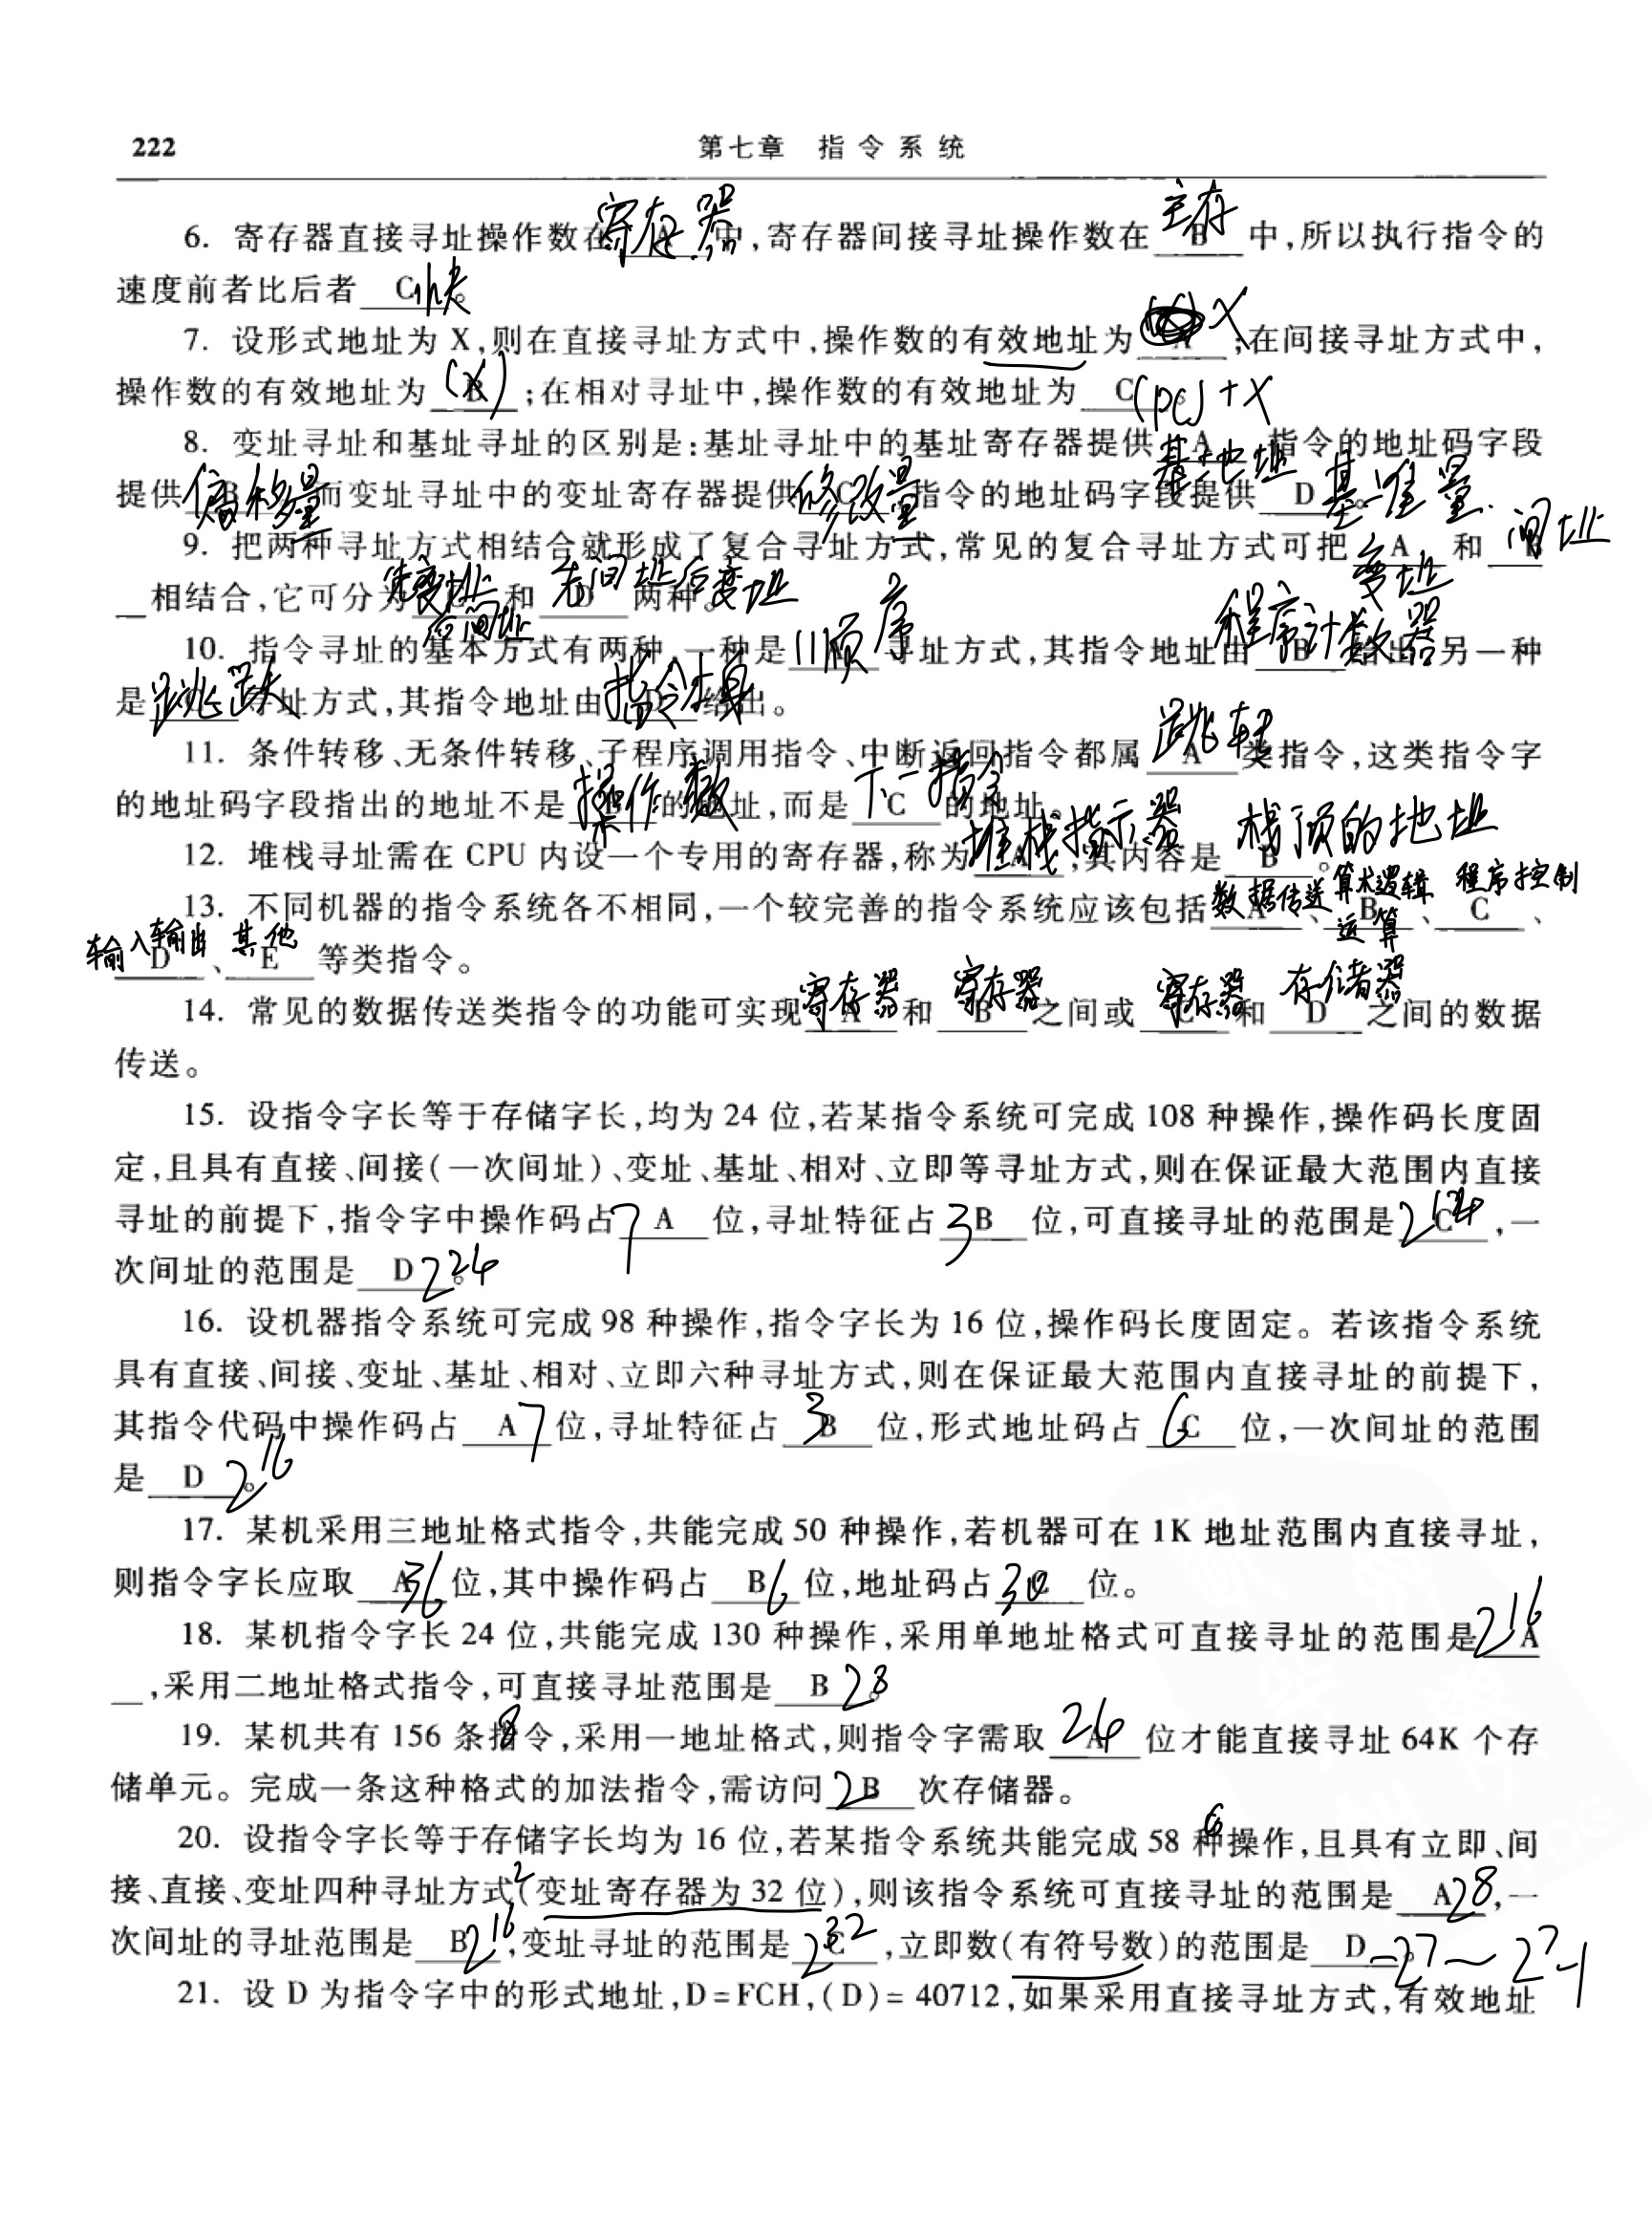 222 第七章 指令系统
6. 寄存器直接寻址操作数在 寄存器 中,寄存器间接寻址操作数在 B 主存 中,所以执行指令的
速度前者比后者 C 快。
7. 设形式地址为 X,则在直接寻址方式中,操作数的有效地址为 A X ;在间接寻址方式中,
操作数的有效地址为 B (X) ;在相对寻址中,操作数的有效地址为 C (PC)+X
8. 变址寻址和基址寻址的区别是:基址寻址中的基址寄存器提供 A 基地址 指令的地址码字段
提供 B 偏移量 而变址寻址中的变址寄存器提供 C 修改量 指令的地址码字段提供 D 基准量。
9. 把两种寻址方式相结合就形成了复合寻址方式,常见的复合寻址方式可把 A 变址 和 B 间址
相结合,它可分为 C 先变址后间址 和 D 先间址后变址 两种。
10. 指令寻址的基本方式有两种,一种是 顺序 寻址方式,其指令地址由 B 程序计数器 给出,另一种
是 跳跃 寻址方式,其指令地址由 D 指令本身 给出。
11. 条件转移、无条件转移、子程序调用指令、中断返回指令都属 A 跳转 类指令,这类指令字
的地址码字段指出的地址不是 操作数 的地址,而是 C 下一指令 的地址。
12. 堆栈寻址需在 CPU 内设一个专用的寄存器,称为 A 堆栈指示器 ,其内容是 B 栈顶的地址 。
13. 不同机器的指令系统各不相同,一个较完善的指令系统应该包括 A 数据传送 、 B 算术逻辑运算 、 C 程序控制 、
D 输入输出 、 E 其他 等类指令。
14. 常见的数据传送类指令的功能可实现 A 寄存器 和 B 寄存器 之间或 C 寄存器 和 D 存储器 之间的数据
传送。
15. 设指令字长等于存储字长,均为 24 位,若某指令系统可完成 108 种操作,操作码长度固
定,且具有直接、间接(一次间址)、变址、基址、相对、立即等寻址方式,则在保证最大范围内直接
寻址的前提下,指令字中操作码占 7 A 位,寻址特征占 3 B 位,可直接寻址的范围是 C 2^14 ,一
次间址的范围是 D 2^24 。
16. 设机器指令系统可完成 98 种操作,指令字长为 16 位,操作码长度固定。若该指令系统
具有直接、间接、变址、基址、相对、立即六种寻址方式,则在保证最大范围内直接寻址的前提下,
其指令代码中操作码占 A 7 位,寻址特征占 B 3 位,形式地址码占 C 6 位,一次间址的范围
是 D 2^16 。
17. 某机采用三地址格式指令,共能完成 50 种操作,若机器可在 1K 地址范围内直接寻址,
则指令字长应取 A 36 位,其中操作码占 B 6 位,地址码占 30 位。
18. 某机指令字长 24 位,共能完成 130 种操作,采用单地址格式可直接寻址的范围是 A 2^16
,采用二地址格式指令,可直接寻址范围是 B 2^8 。
19. 某机共有 156 条指令,采用一地址格式,则指令字需取 A 24 位才能直接寻址 64K 个存 8
储单元。完成一条这种格式的加法指令,需访问 2 B 次存储器。
20. 设指令字长等于存储字长均为 16 位,若某指令系统共能完成 58 种操作,且具有立即、间 6
接、直接、变址四种寻址方式(变址寄存器为 32 位),则该指令系统可直接寻址的范围是 A 2^8 ,一 2
次间址的寻址范围是 B 2^16 ,变址寻址的范围是 C 2^32 ,立即数(有符号数)的范围是 D -2^7~2^7-1 。
21. 设 D 为指令字中的形式地址,D=FCH,(D)=40712,如果采用直接寻址方式,有效地址